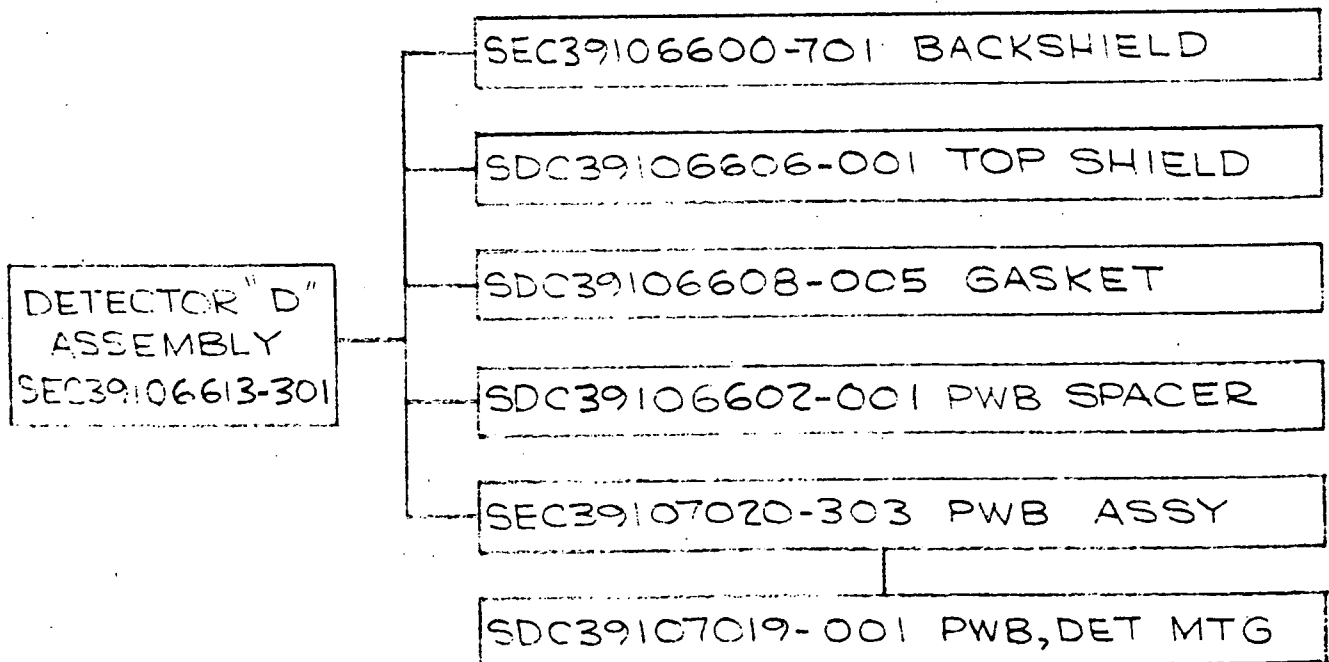 SEC39106600-701 BACKSHIELD
SDC39106606-001 TOP SHIELD
SDC39106608-005 GASKET
DETECTOR "D"
ASSEMBLY
SEC39106613-301
SDC39106602-001 PWB SPACER
SEC39107020-303 PWB ASSY
SDC39107019-001 PWB, DET MTG